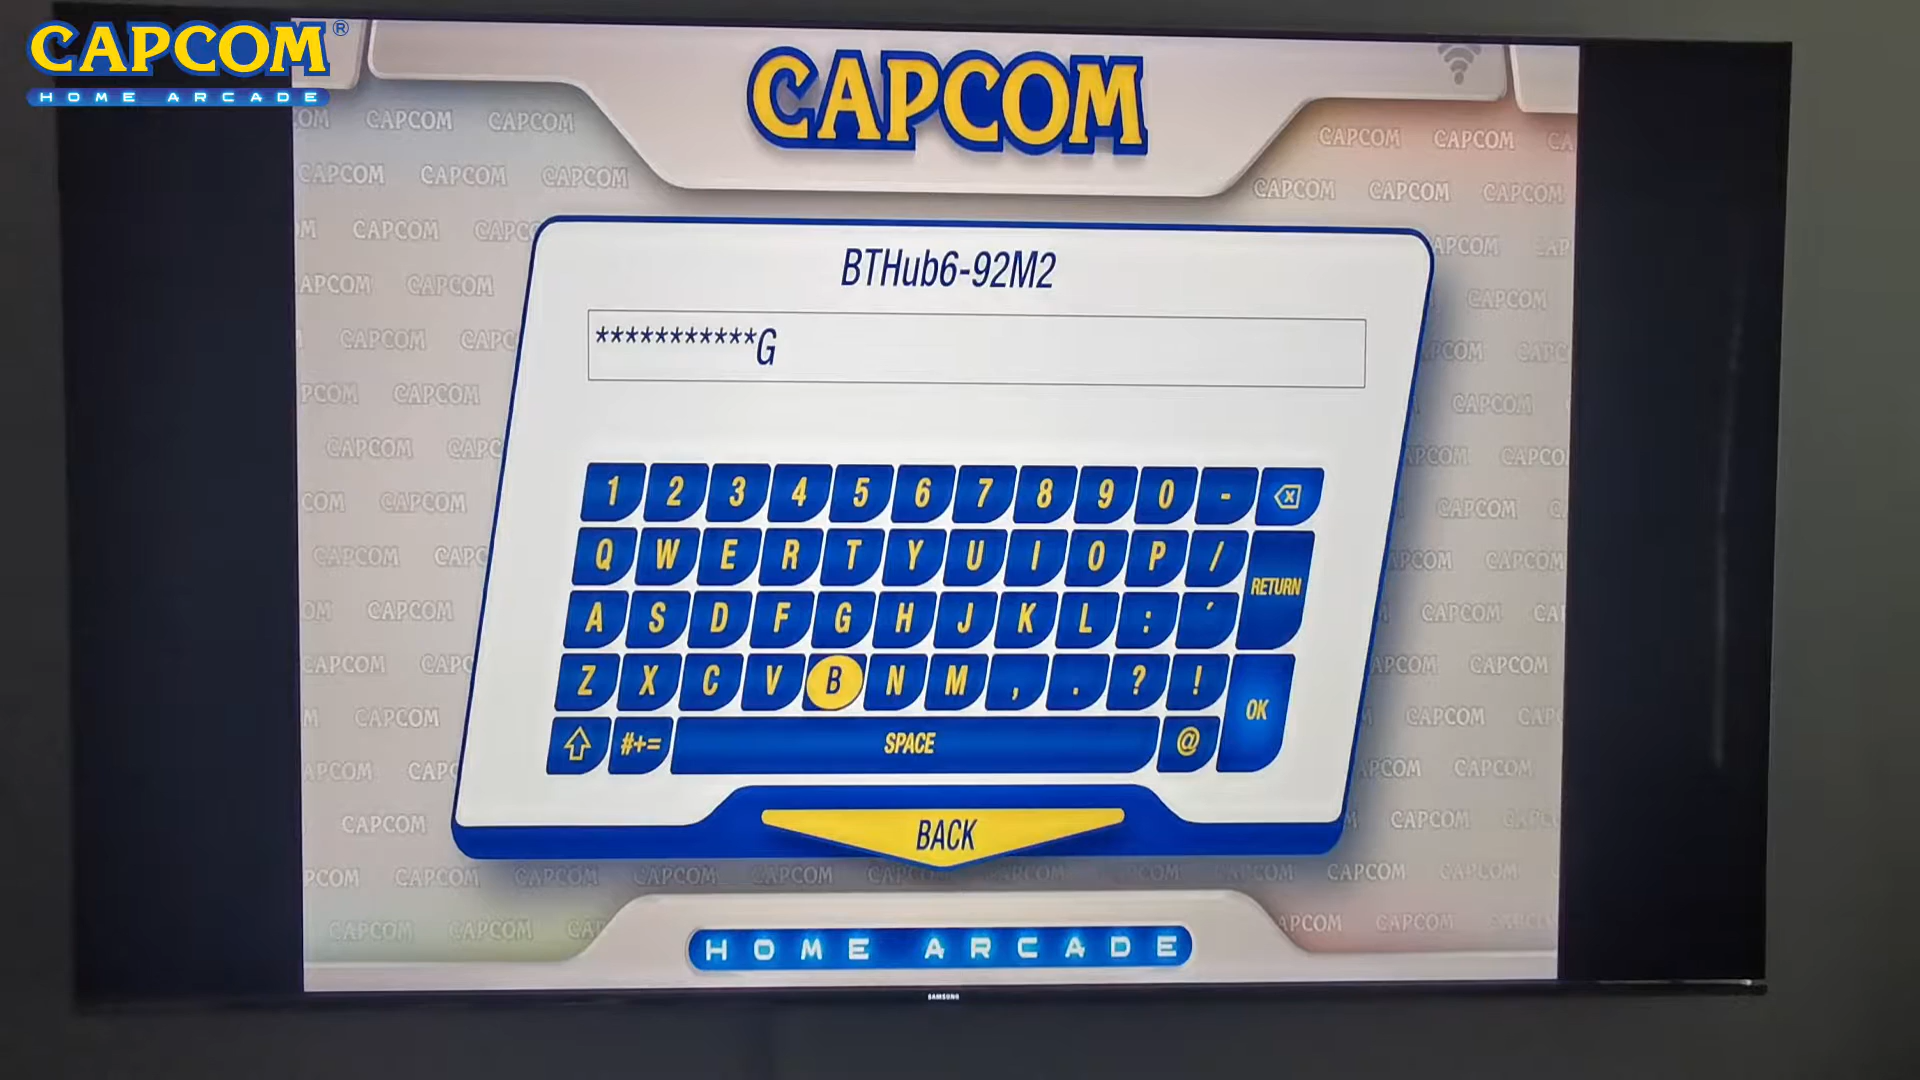 CAPCOM®
HOME ARCADE
CAPCOM
BTHub6-92M2
***********G
1 2 3 4 5 6 7 8 9 0 -
Q W E R T Y U I O P /
RETURN
A S D F G H J K L : ´
Z X C V B N M , . ? !
OK
#+= SPACE @
BACK
HOME ARCADE
SAMSUNG